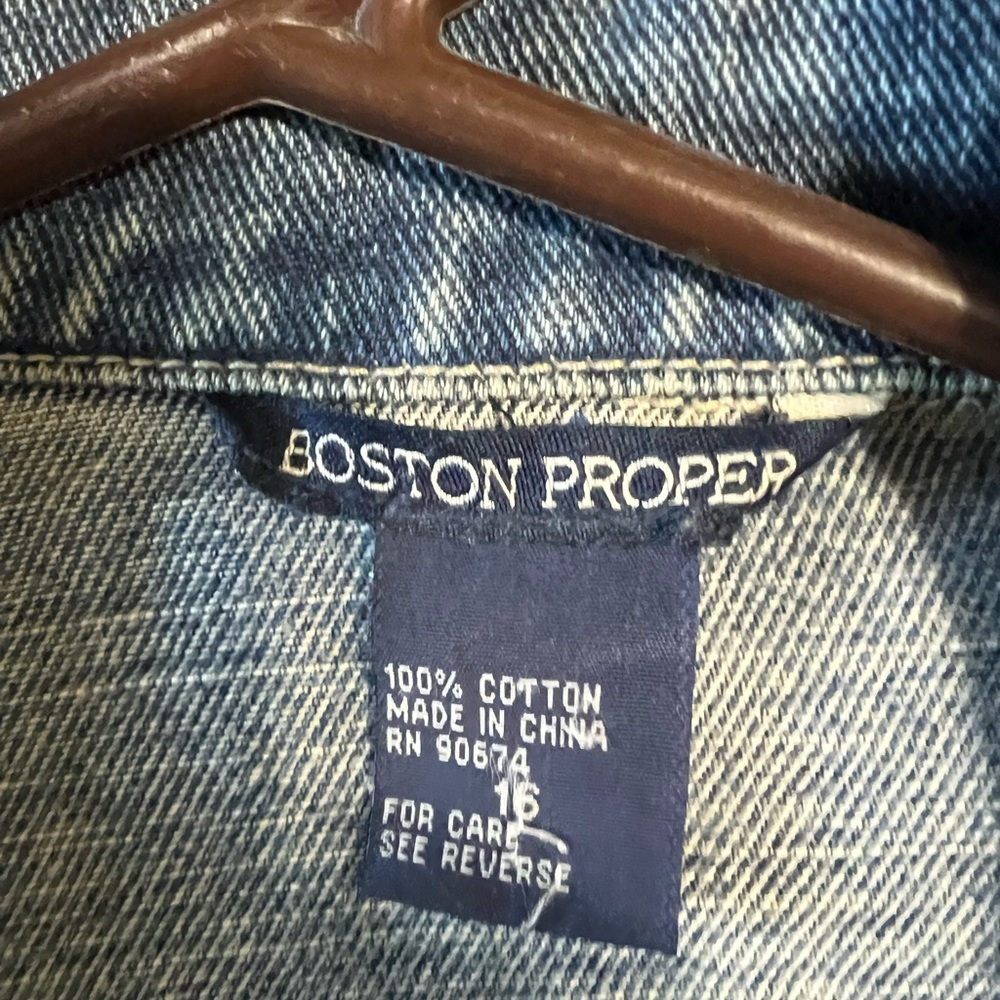 BOSTON PROPER
100% COTTON
MADE IN CHINA
RN 90674
16
FOR CARE
SEE REVERSE